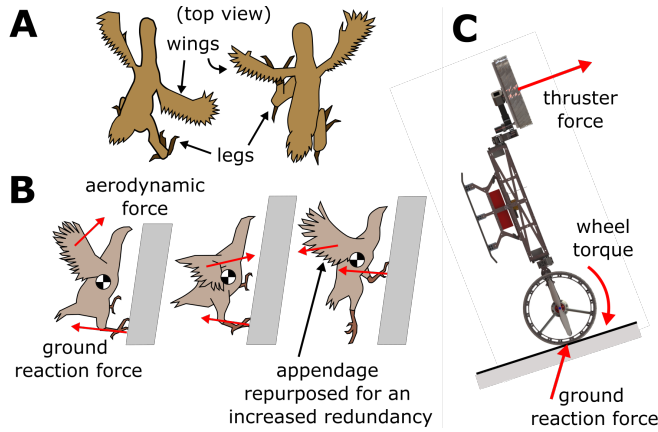 A
(top view)
wings
legs
B
aerodynamic
force
ground
reaction force
appendage
repurposed for an
increased redundancy
C
thruster
force
wheel
torque
ground
reaction force